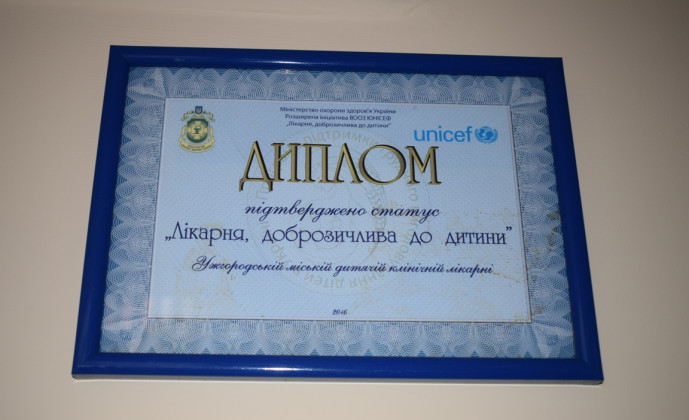 Міністерство охорони здоров'я України
Розширена ініціатива ВООЗ ЮНІСЕФ
„Лікарня, доброзичлива до дитини"
unicef
ДИПЛОМ
підтверджено статус
„Лікарня, доброзичлива до дитини"
Ужгородській міській дитячій клінічній лікарні
2016